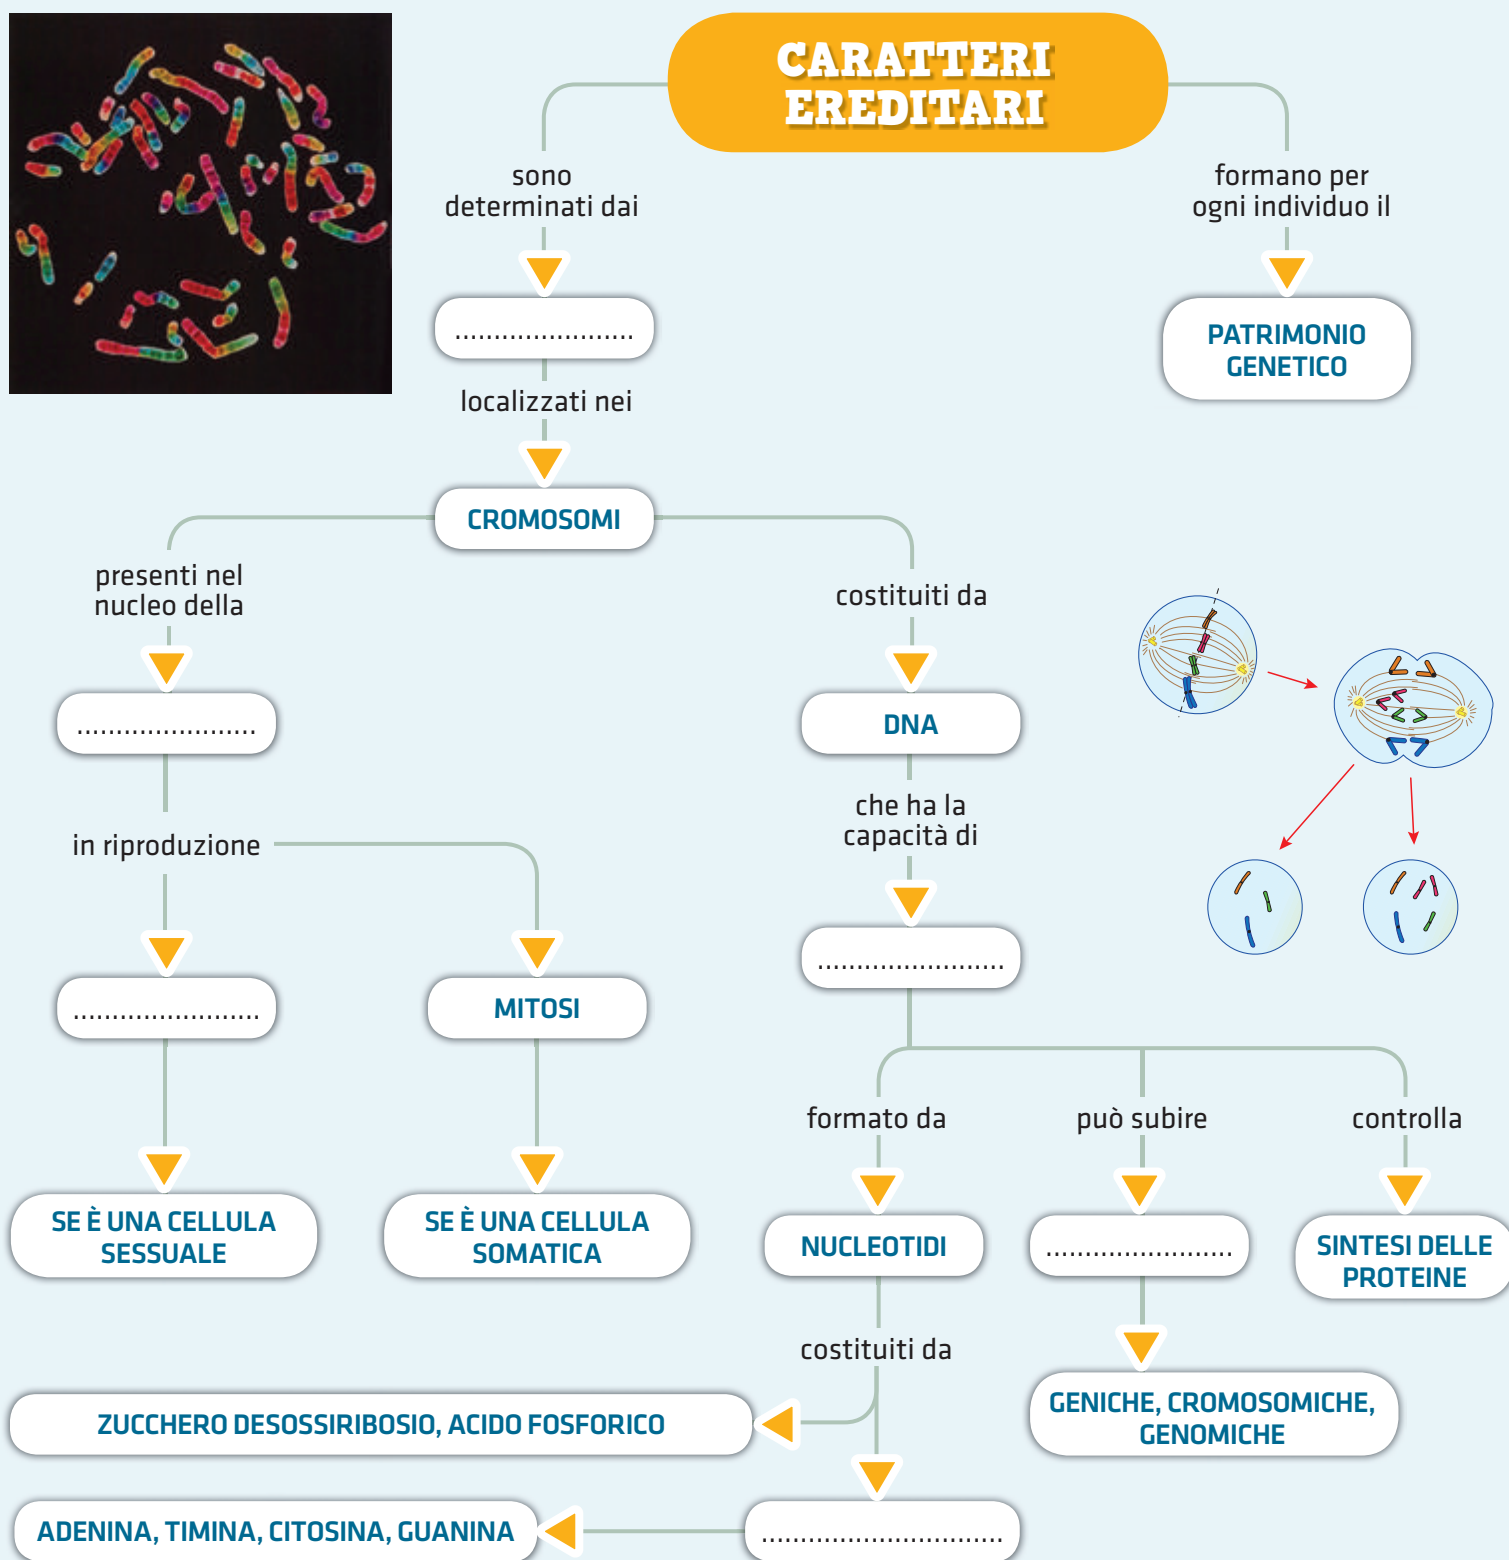 CARATTERI
EREDITARI
sono
determinati dai
formano per
ogni individuo il
.......................
PATRIMONIO
GENETICO
localizzati nei
CROMOSOMI
presenti nel
nucleo della
costituiti da
.......................
DNA
che ha la
capacità di
in riproduzione
........................
........................
MITOSI
formato da
può subire
controlla
SE È UNA CELLULA
SESSUALE
SE È UNA CELLULA
SOMATICA
NUCLEOTIDI
........................
SINTESI DELLE
PROTEINE
costituiti da
ZUCCHERO DESOSSIRIBOSIO, ACIDO FOSFORICO
GENICHE, CROMOSOMICHE,
GENOMICHE
ADENINA, TIMINA, CITOSINA, GUANINA
...............................